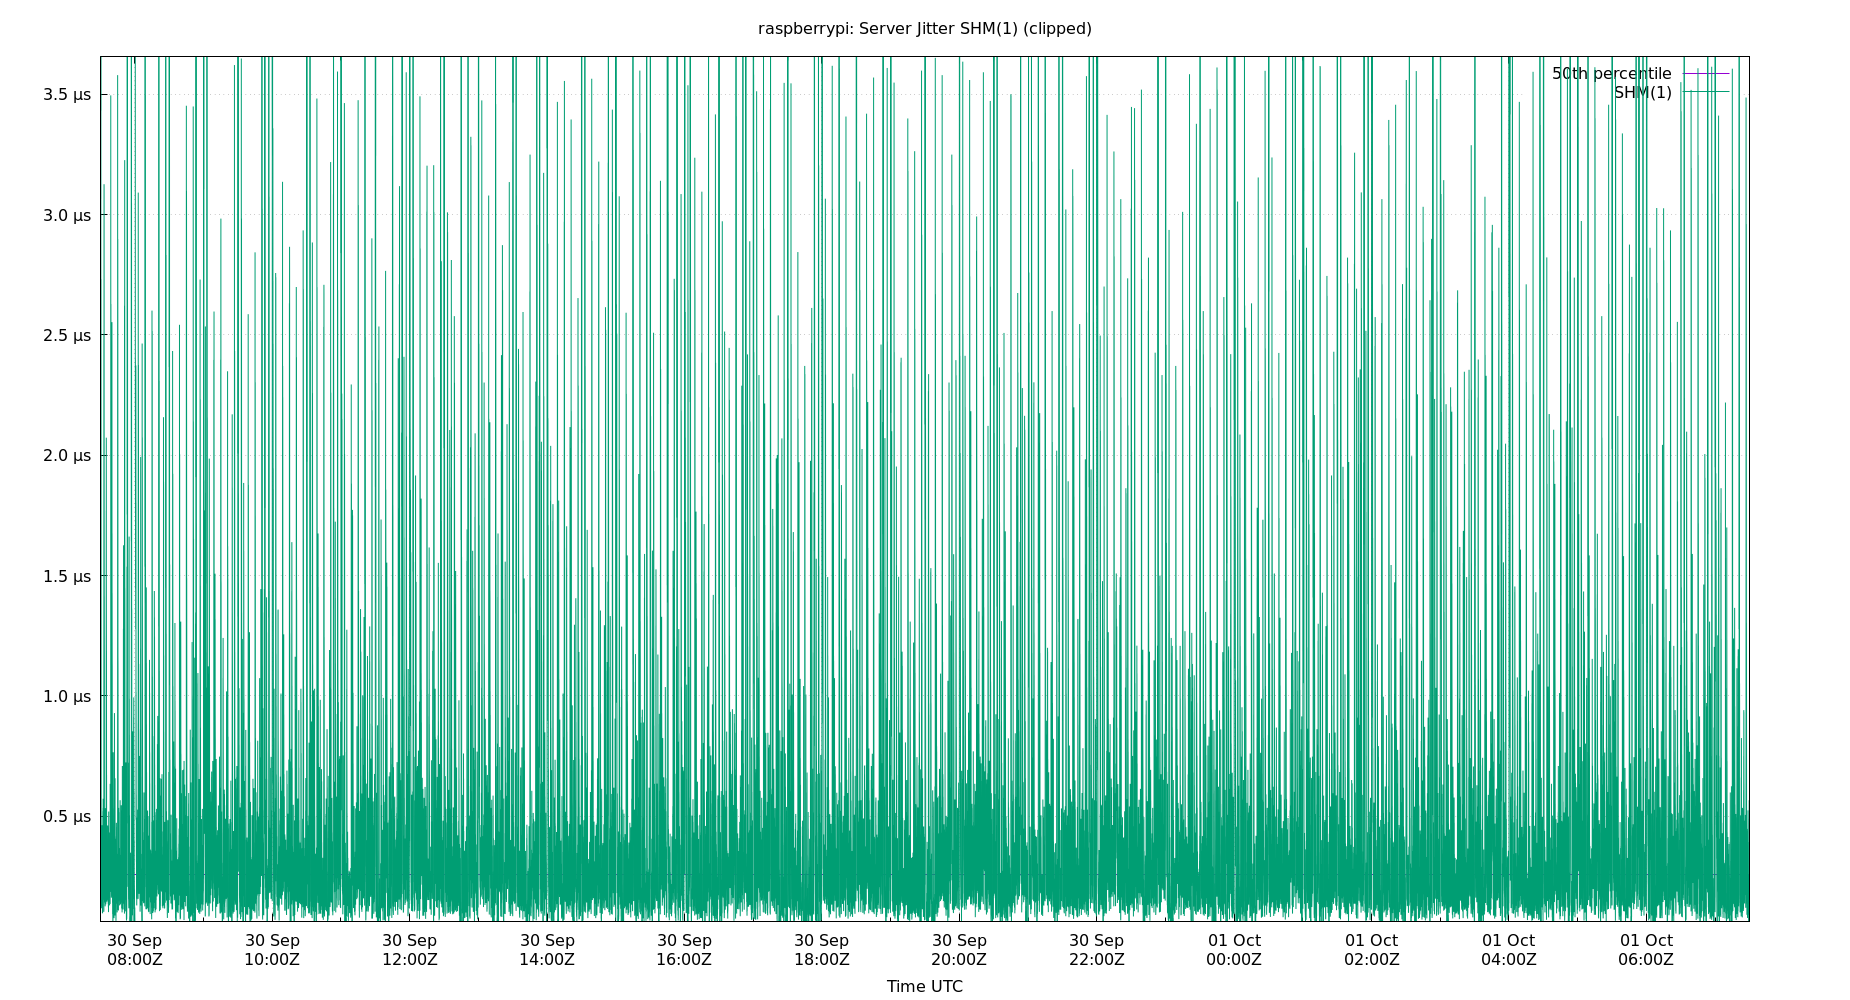 raspberrypi: Server Jitter SHM(1) (clipped)
50th percentile
SHM(1)
3.5 µs
3.0 µs
2.5 µs
2.0 µs
1.5 µs
1.0 µs
0.5 µs
30 Sep 30 Sep 30 Sep 30 Sep 30 Sep 30 Sep 30 Sep 30 Sep 01 Oct 01 Oct 01 Oct 01 Oct
08:00Z 10:00Z 12:00Z 14:00Z 16:00Z 18:00Z 20:00Z 22:00Z 00:00Z 02:00Z 04:00Z 06:00Z
Time UTC